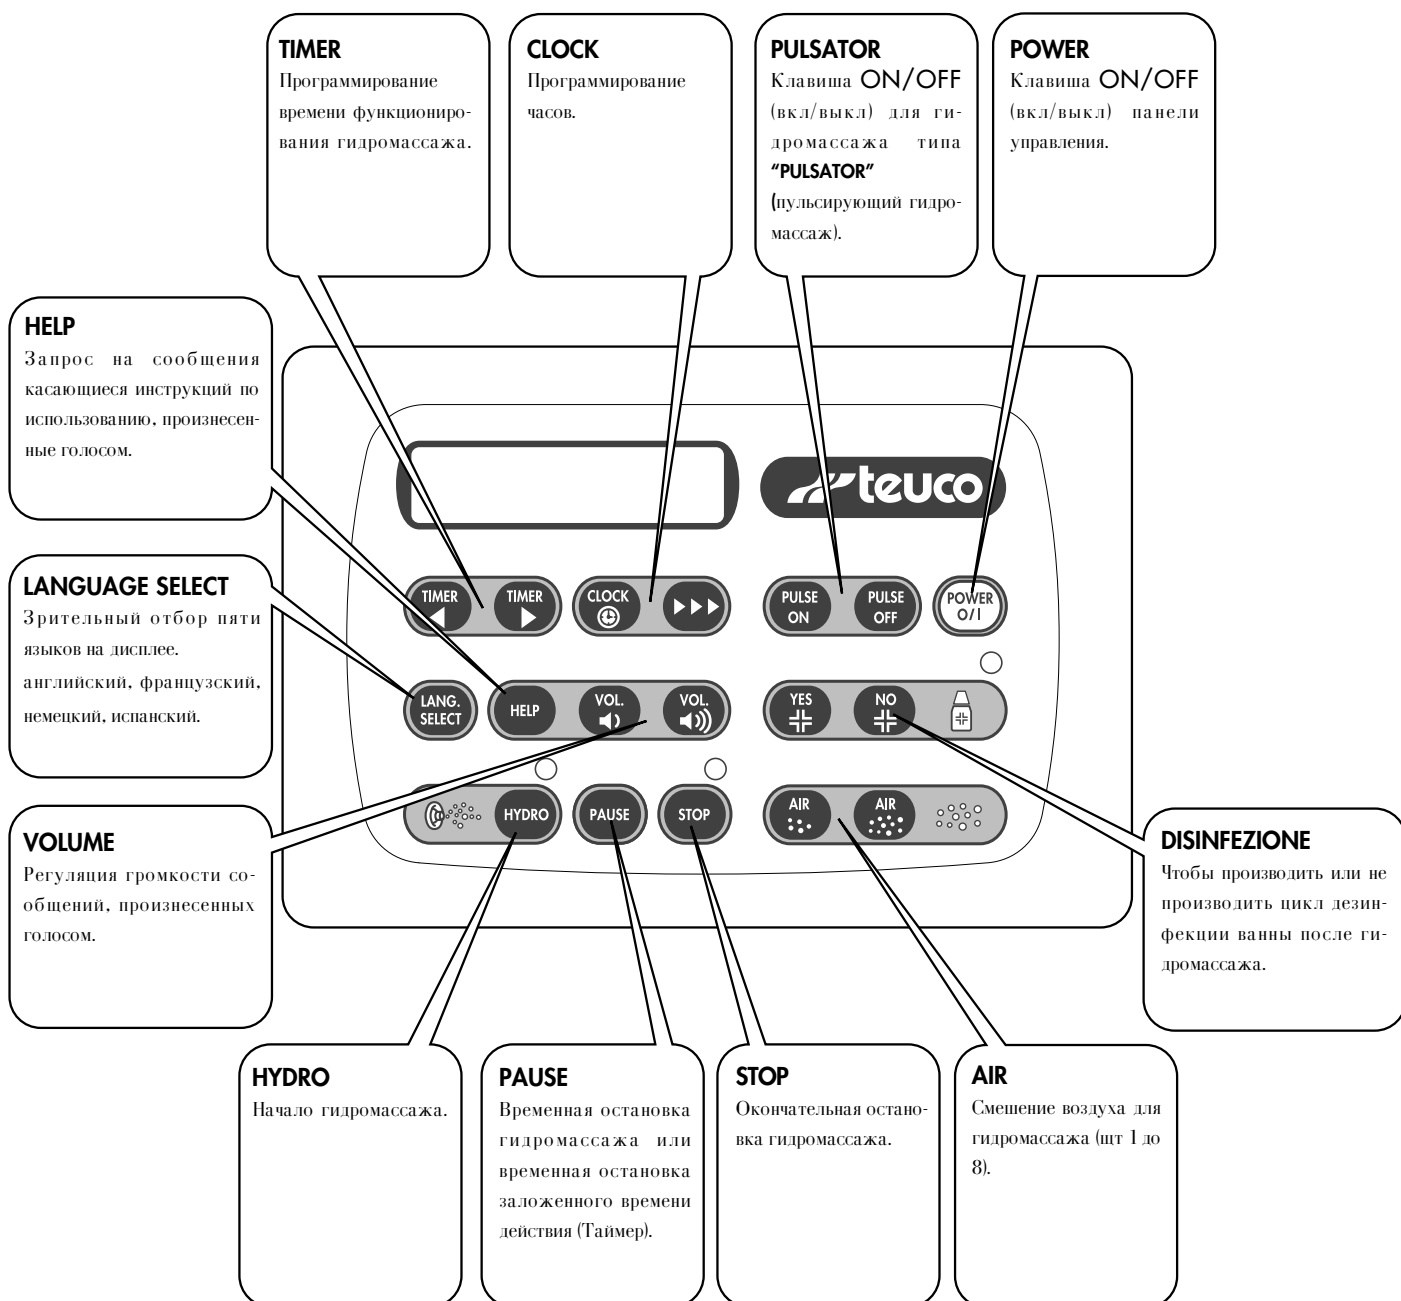 TIMER
Программирование
времени функциониро-
вания гидромассажа.
CLOCK
Программирование
часов.
PULSATOR
Клавиша ON/OFF
(вкл/выкл) для ги-
дромассажа типа
“PULSATOR”
(пульсирующий гидро-
массаж).
POWER
Клавиша ON/OFF
(вкл/выкл) панели
управления.
HELP
Запрос на сообщения
касающиеся инструкций по
использованию, произнесен-
ные голосом.
LANGUAGE SELECT
Зрительный отбор пяти
языков на дисплее.
английский, французский,
немецкий, испанский.
VOLUME
Регуляция громкости со-
общений, произнесенных
голосом.
teuco
TIMER
TIMER
CLOCK
PULSE
ON
PULSE
OFF
POWER
O/I
LANG.
SELECT
HELP
VOL.
VOL.
YES
NO
HYDRO
PAUSE
STOP
AIR
AIR
DISINFEZIONE
Чтобы производить или не
производить цикл дезин-
фекции ванны после ги-
дромассажа.
HYDRO
Начало гидромассажа.
PAUSE
Временная остановка
гидромассажа или
временная остановка
заложенного времени
действия (Таймер).
STOP
Окончательная остано-
вка гидромассажа.
AIR
Смешение воздуха для
гидромассажа (щт 1 до
8).